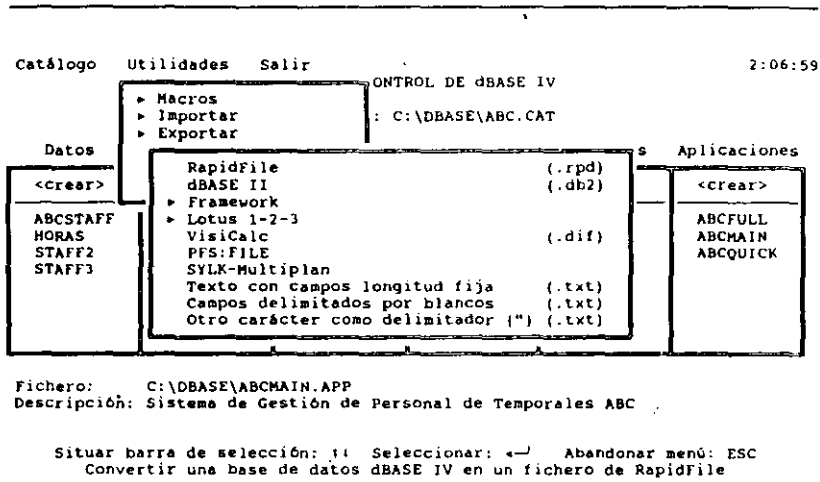 Catálogo Utilidades Salir 2:06:59
ONTROL DE dBASE IV
► Macros
► Importar : C:\DBASE\ABC.CAT
► Exportar
Datos s Aplicaciones
RapidFile (.rpd)
<crear> dBASE II (.db2) <crear>
► Framework
ABCSTAFF ► Lotus 1-2-3 ABCFULL
HORAS VisiCalc (.dif) ABCMAIN
STAFF2 PFS:FILE ABCQUICK
STAFF3 SYLK-Multiplan
Texto con campos longitud fija (.txt)
Campos delimitados por blancos (.txt)
Otro carácter como delimitador (") (.txt)
Fichero: C:\DBASE\ABCMAIN.APP
Descripción: Sistema de Gestión de Personal de Temporales ABC
Situar barra de selección: ↑↓ Seleccionar: ←┘ Abandonar menú: ESC
Convertir una base de datos dBASE IV en un fichero de RapidFile